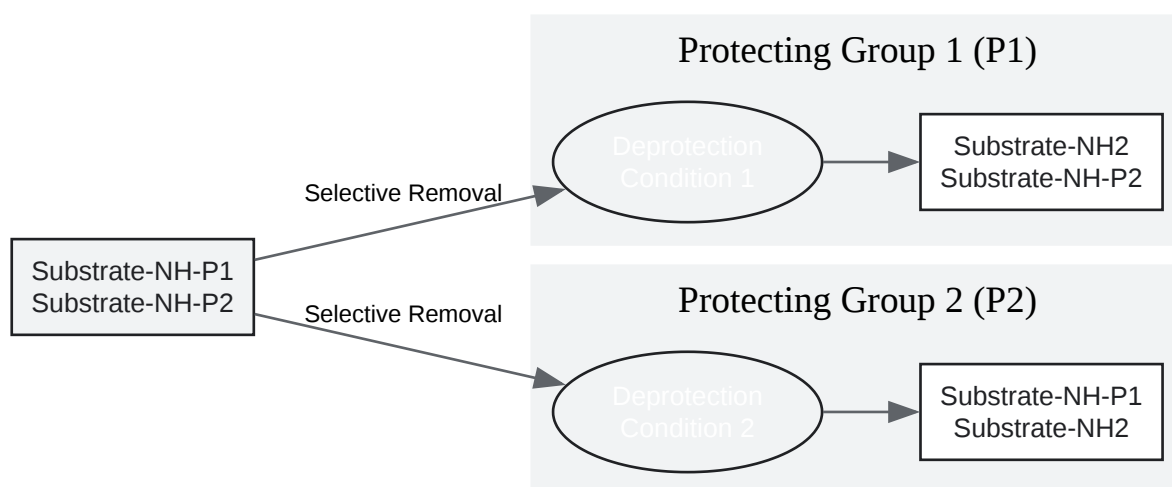 Protecting Group 1 (P1)
Deprotection
Condition 1
Substrate-NH2
Substrate-NH-P2
Selective Removal
Substrate-NH-P1
Substrate-NH-P2
Selective Removal
Protecting Group 2 (P2)
Deprotection
Condition 2
Substrate-NH-P1
Substrate-NH2